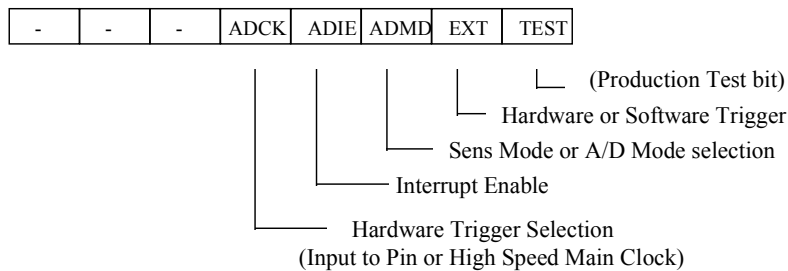 - - - ADCK ADIE ADMD EXT TEST
(Production Test bit)
Hardware or Software Trigger
Sens Mode or A/D Mode selection
Interrupt Enable
Hardware Trigger Selection
(Input to Pin or High Speed Main Clock)